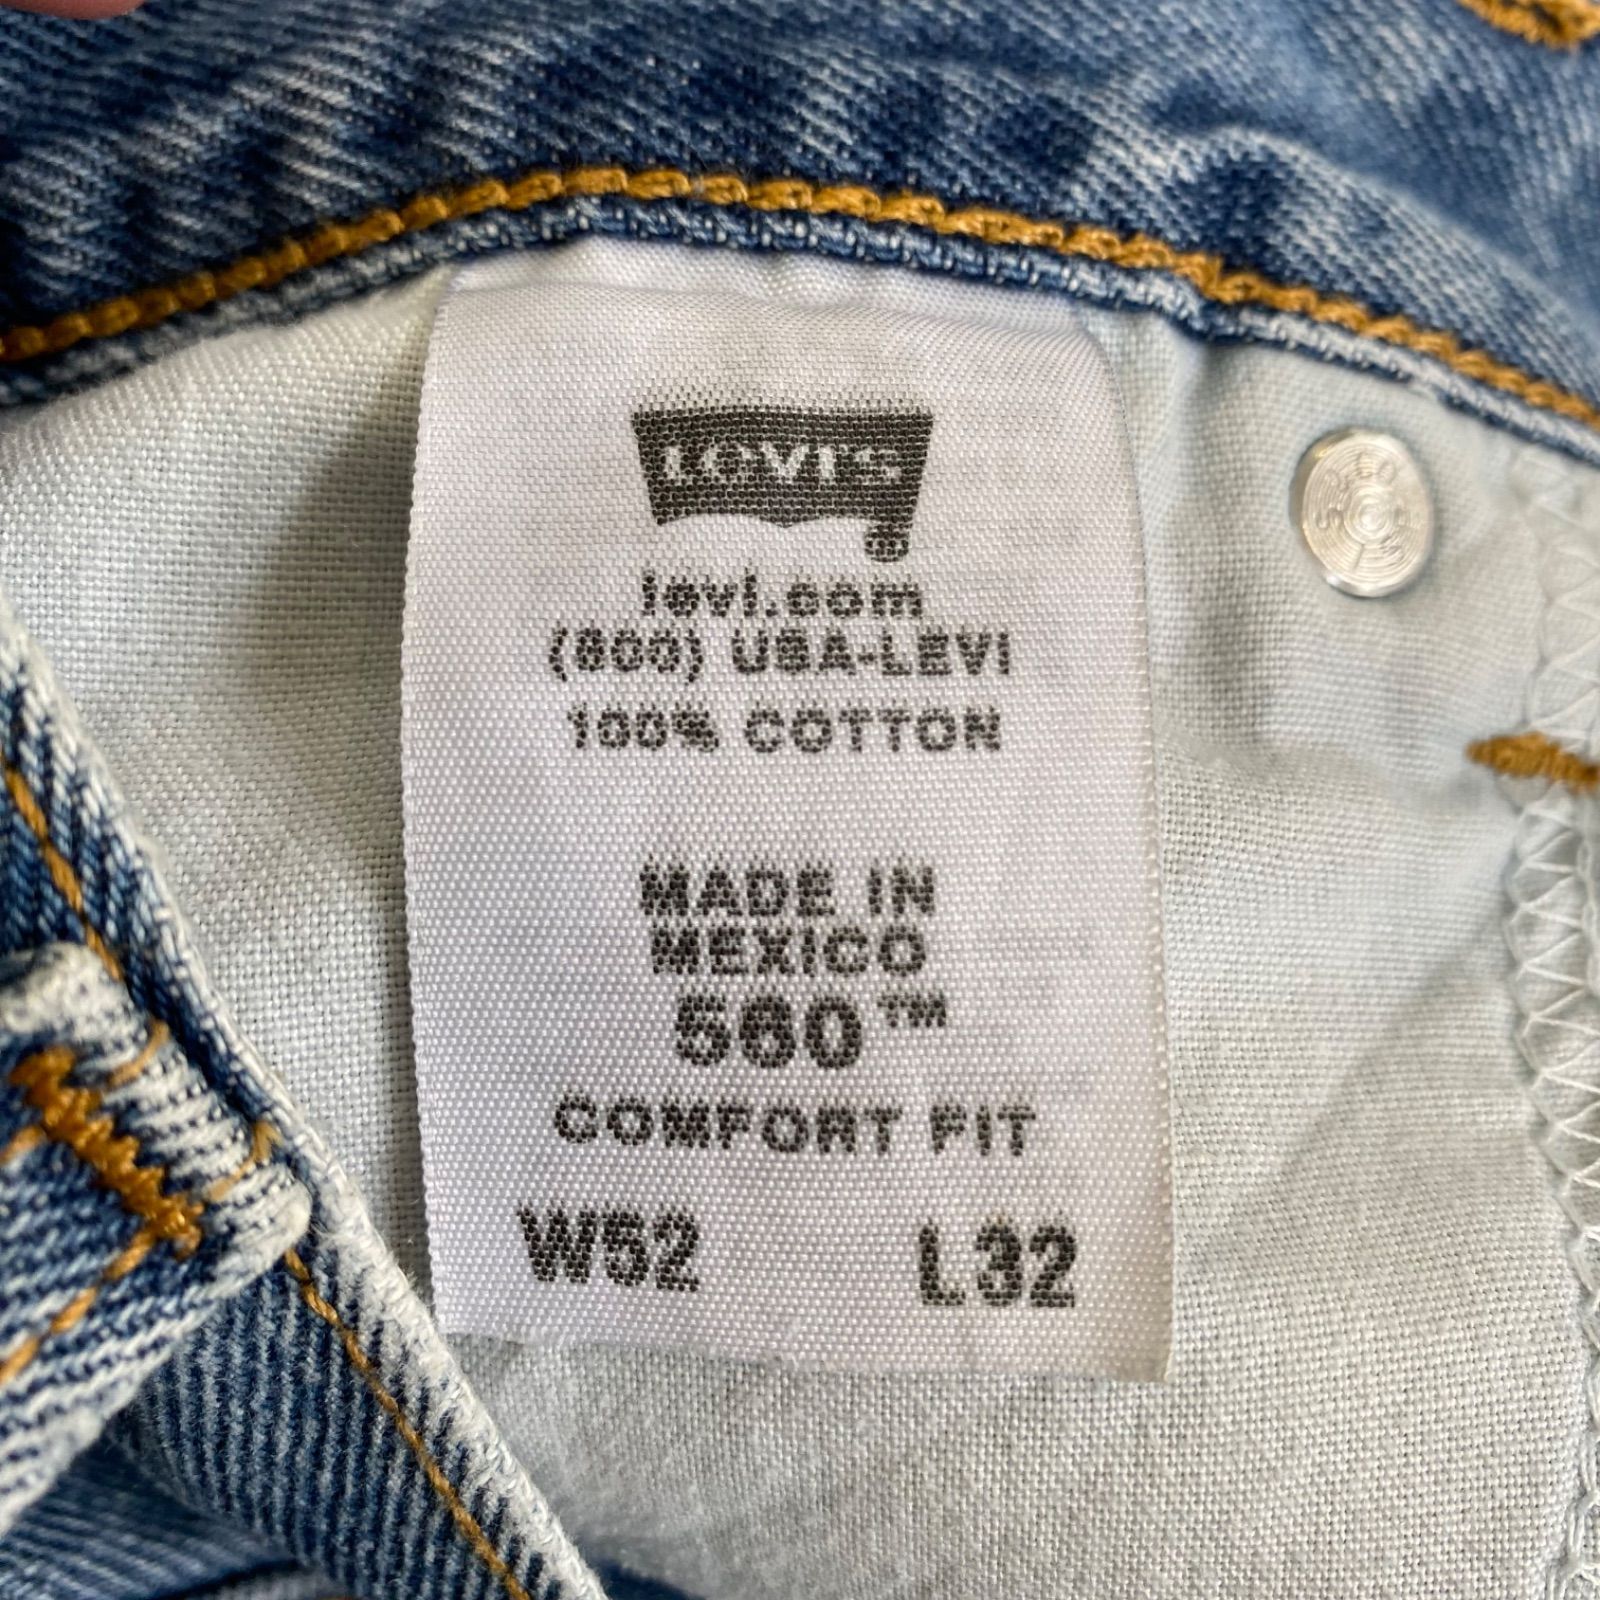 LEVI'S
®
levi.com
(800) USA-LEVI
100% COTTON
MADE IN
MEXICO
560™
COMFORT FIT
W52 L32